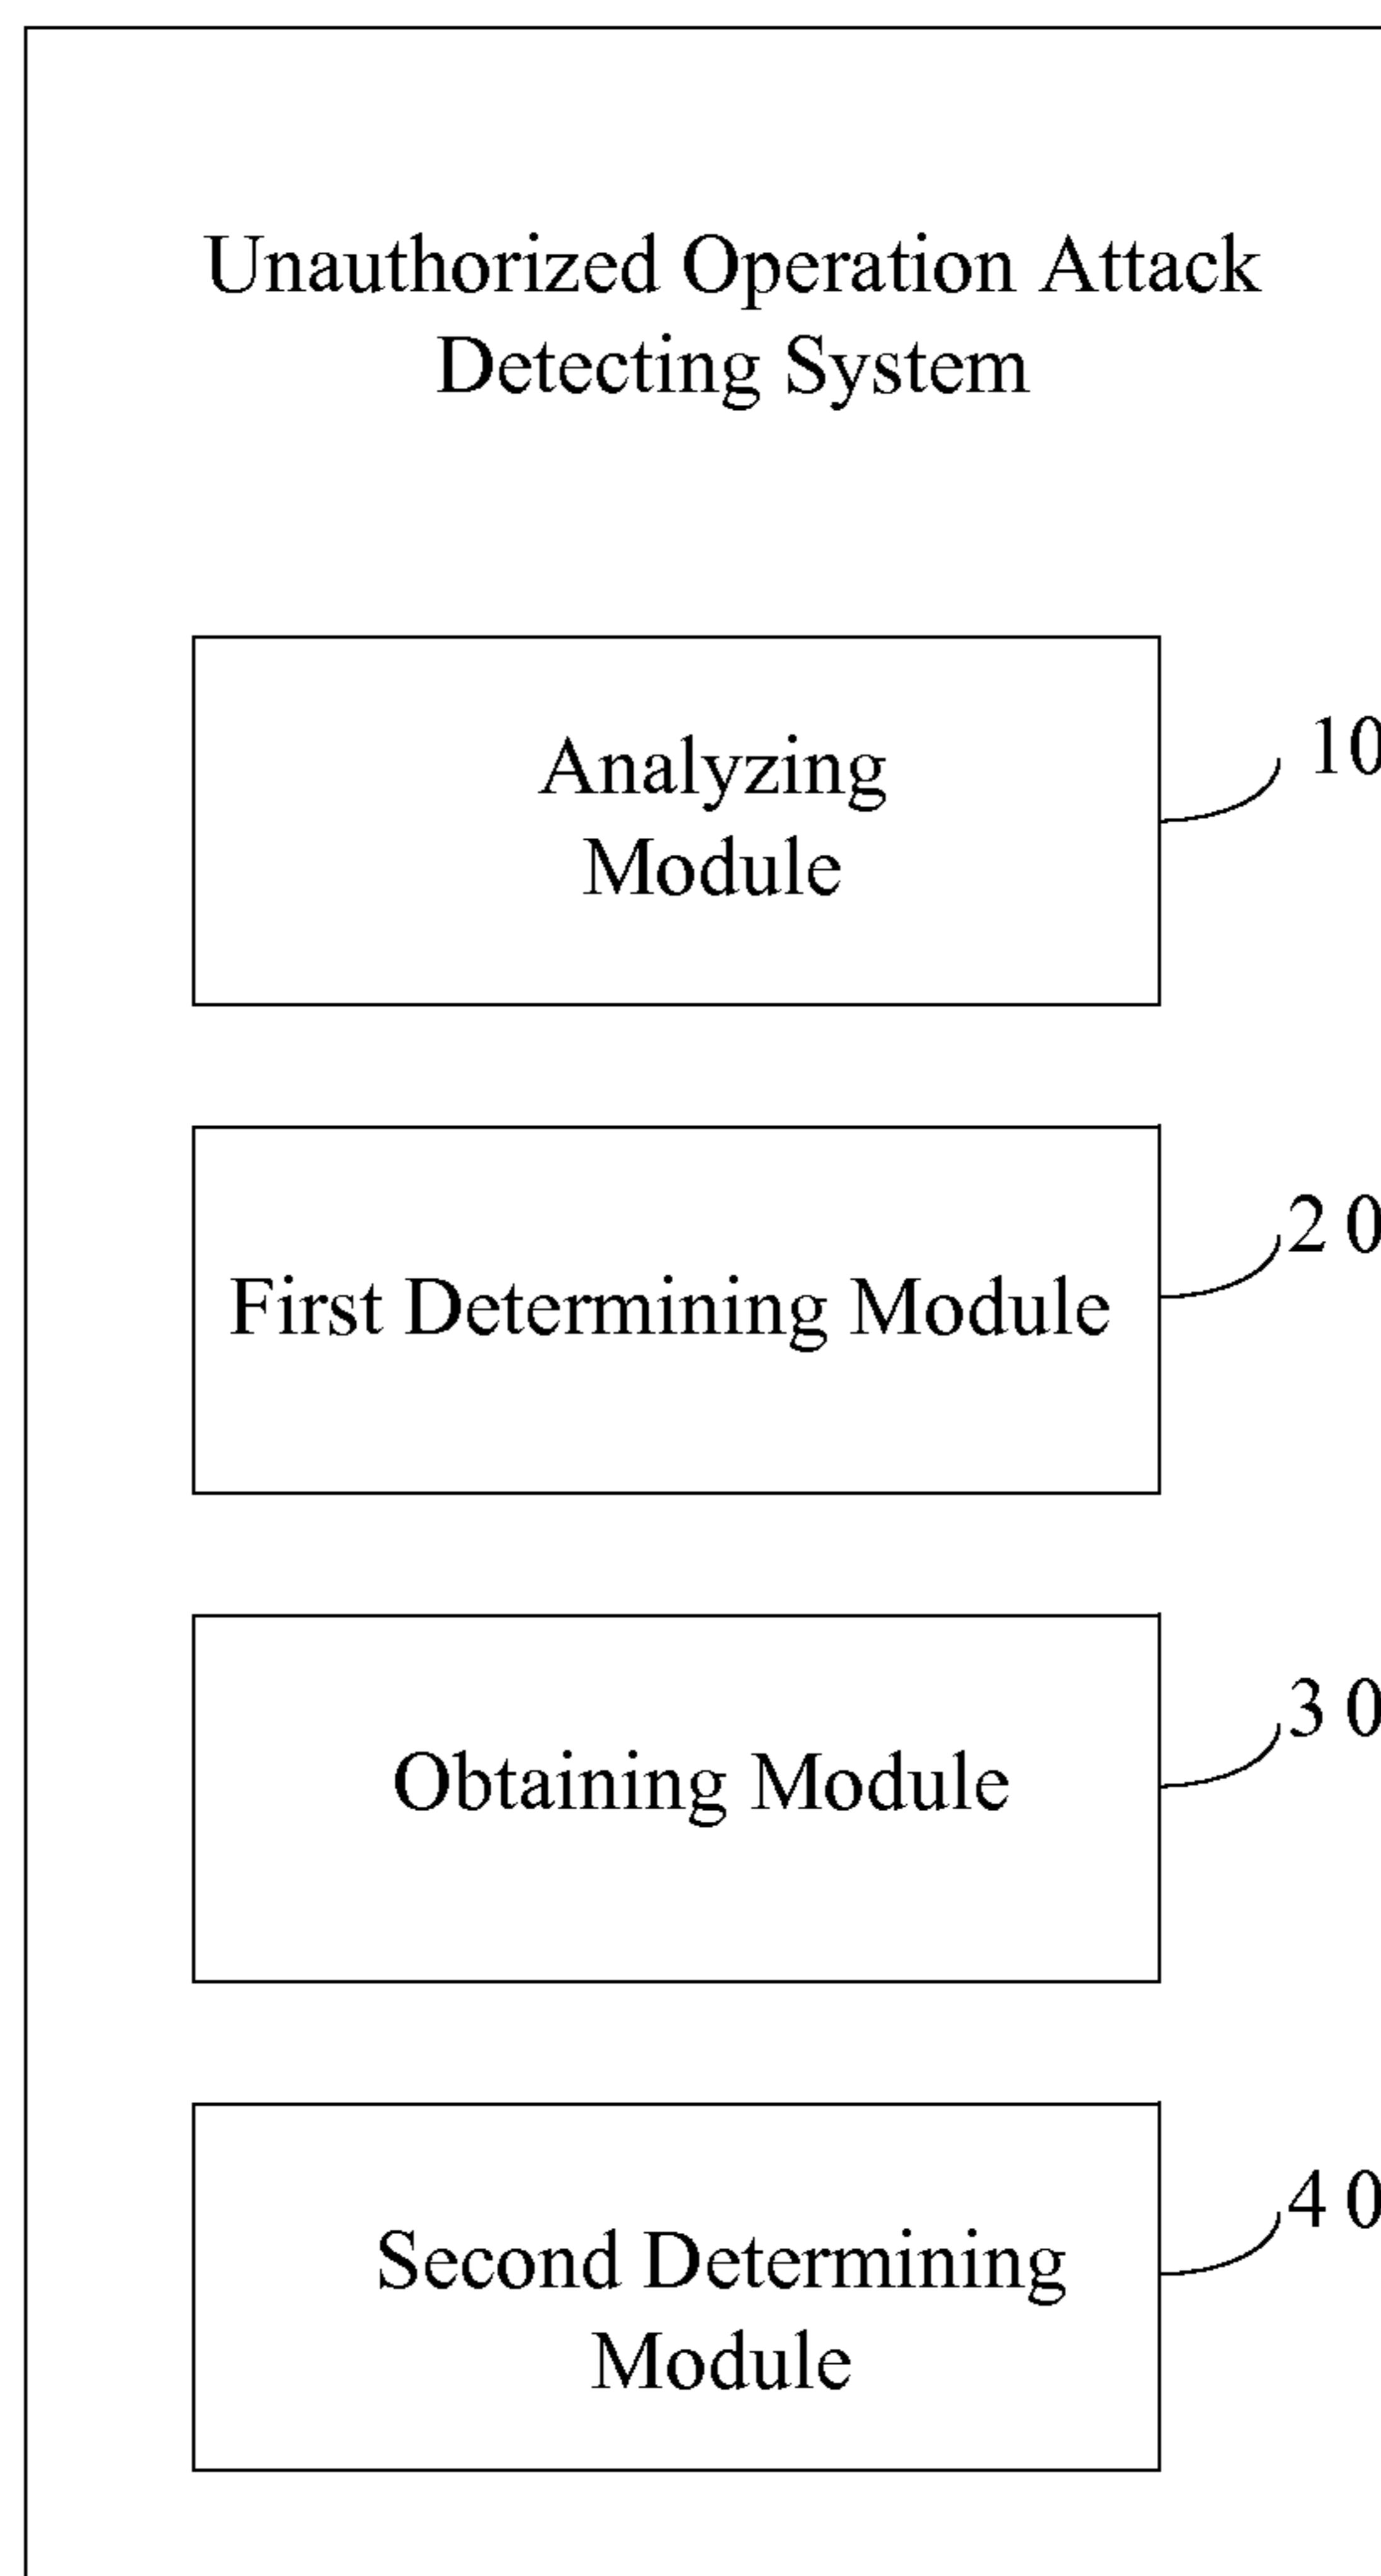 Unauthorized Operation Attack
Detecting System
Analyzing
Module
10
First Determining Module
20
Obtaining Module
30
Second Determining
Module
40